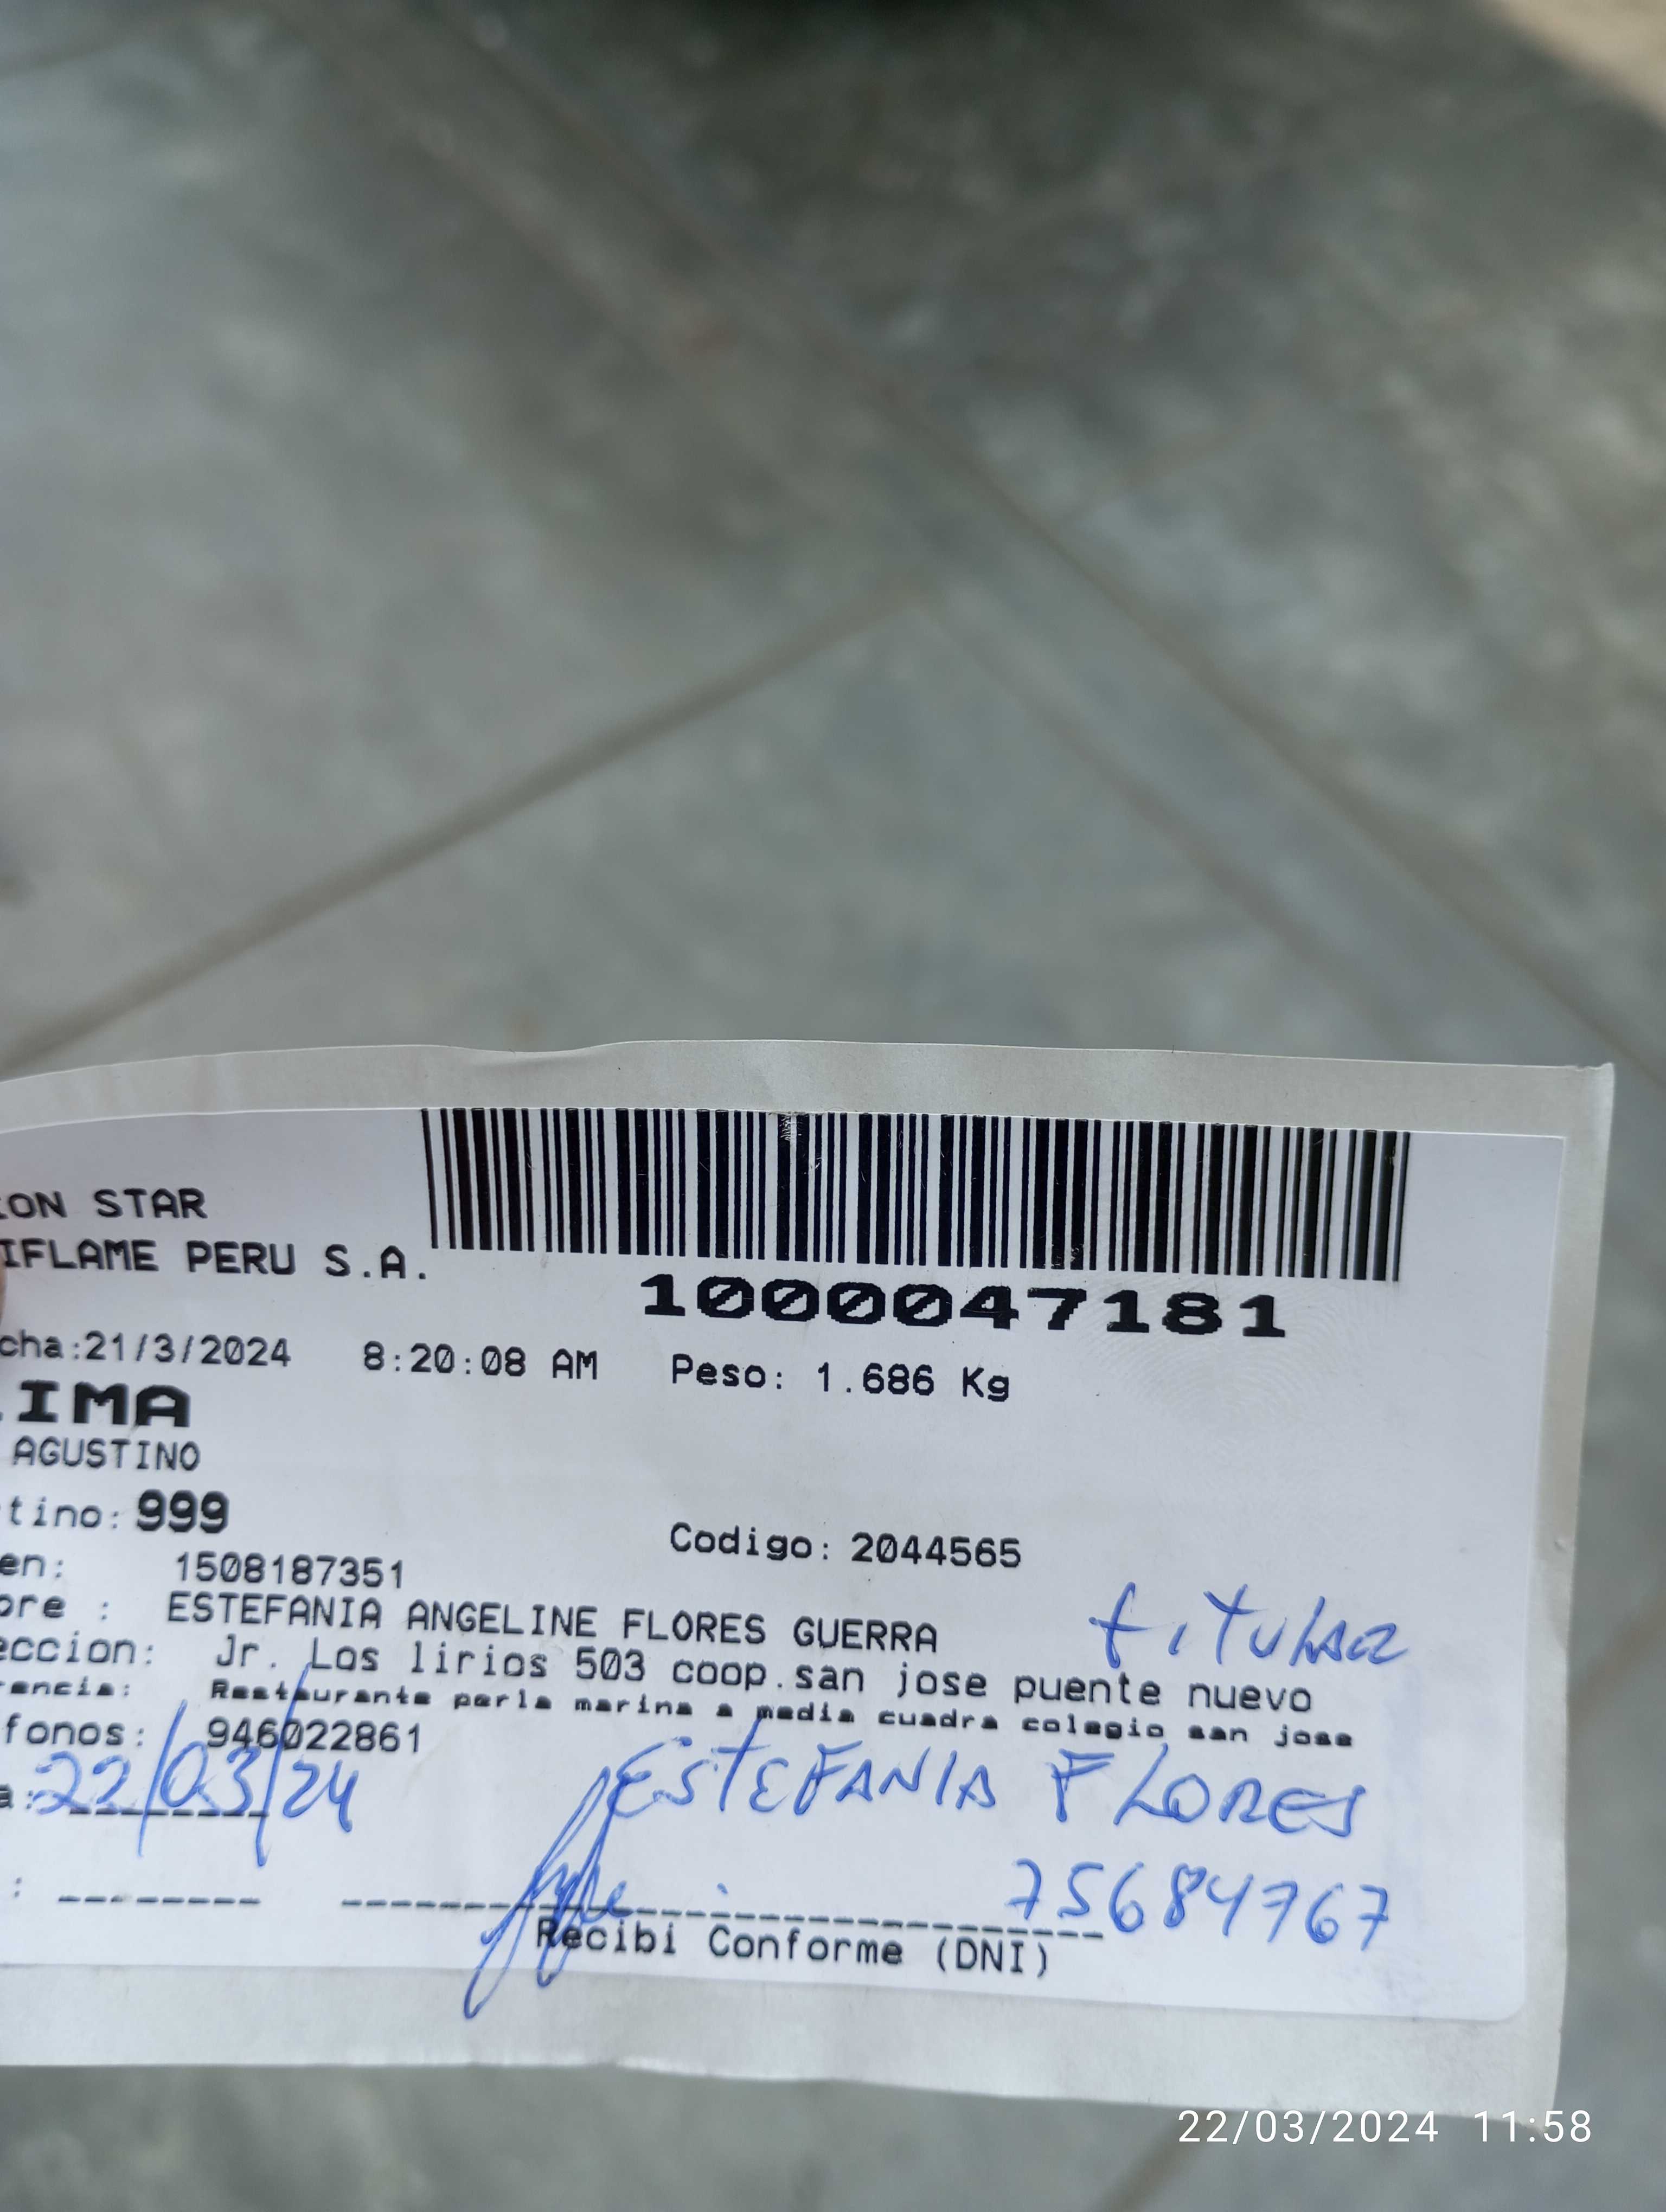 ION STAR
IFLAME PERU S.A.
1000047181
cha:21/3/2024 8:20:08 AM Peso: 1.686 Kg
IMA
AGUSTINO
tino: 999
Codigo: 2044565
en: 1508187351
bre : ESTEFANIA ANGELINE FLORES GUERRA
titular
eccion: Jr. Los lirios 503 coop.san jose puente nuevo
rencia: Restaurante perla marina a media cuadra colegio san jose
fonos: 946022861
a: 22/03/24
ESTEFANIA FLORES
75684767
: -------- ------------------------------
Recibi Conforme (DNI)
22/03/2024 11:58